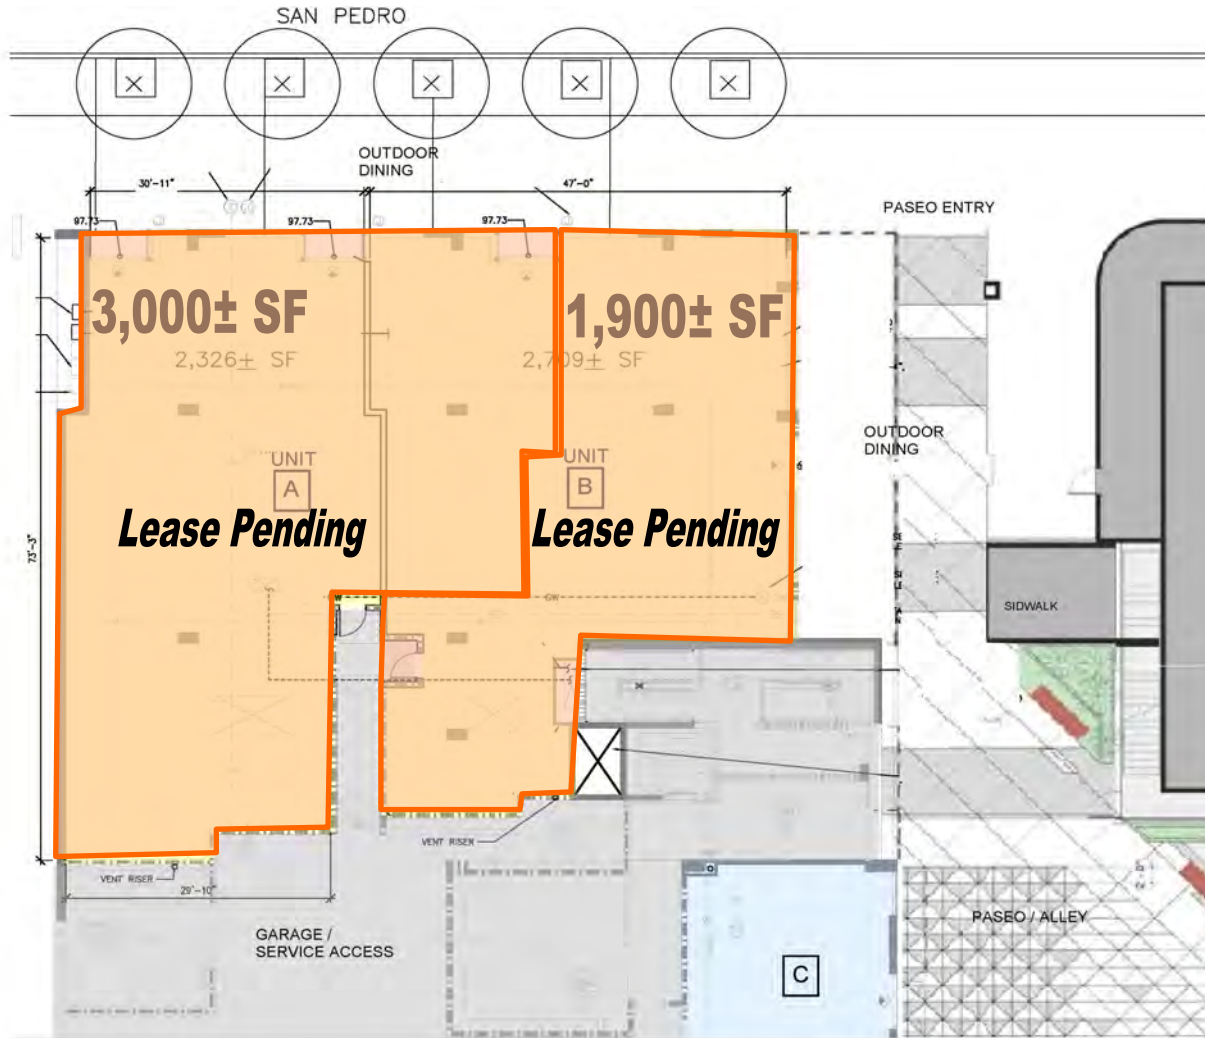 SAN PEDRO
OUTDOOR
DINING
30'-11"
47'-0"
PASEO ENTRY
97.73
97.73
97.73
3,000± SF
1,900± SF
2,326± SF
2,709± SF
OUTDOOR
DINING
UNIT
A
UNIT
B
Lease Pending
Lease Pending
73'-3"
SIDWALK
VENT RISER
VENT RISER
29'-10"
GARAGE /
SERVICE ACCESS
PASEO / ALLEY
C